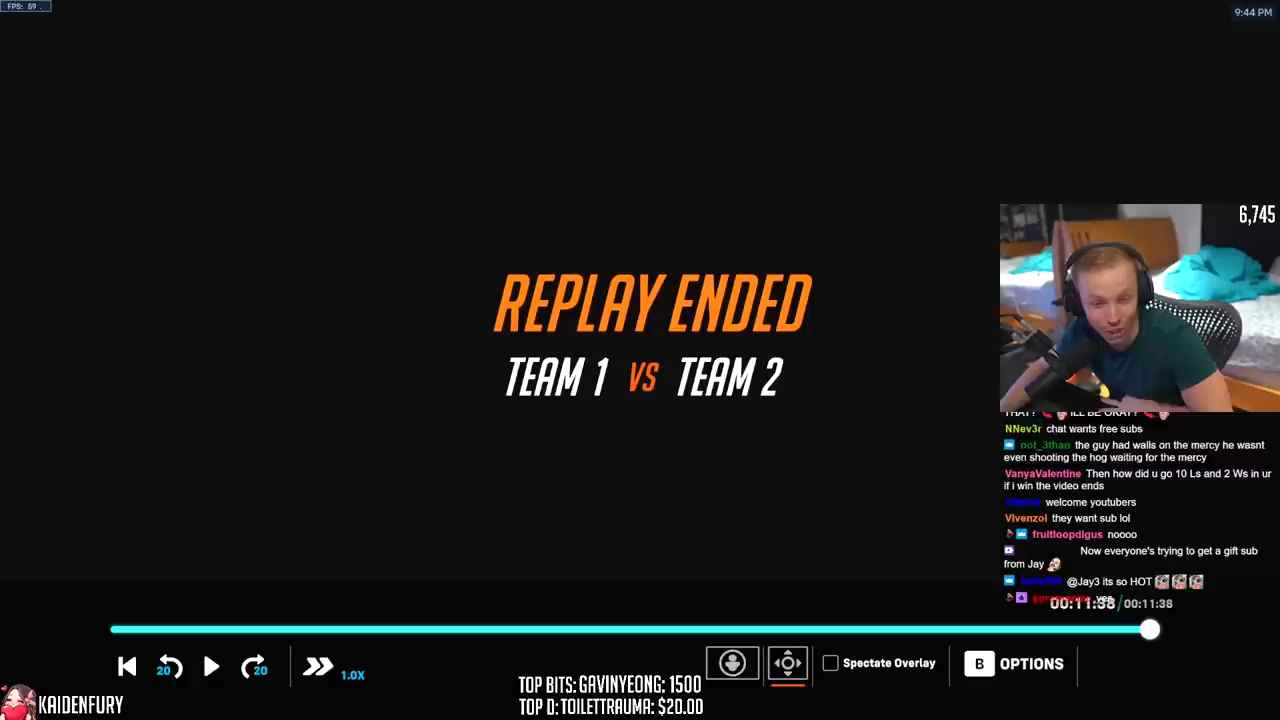 FPS: 59 .
9:44 PM
6,745
REPLAY ENDED
TEAM 1 VS TEAM 2
THAT? ILL BE OKAY?
NNev3r chat wants free subs
not_3than the guy had walls on the mercy he wasnt
even shooting the hog waiting for the mercy
VanyaValentine Then how did u go 10 Ls and 2 Ws in ur
if i win the video ends
welcome youtubers
Vivenzol they want sub lol
fruitloopdigus noooo
Now everyone's trying to get a gift sub
from Jay
@Jay3 its so HOT
yes
00:11:38 / 00:11:38
20
20
1.0X
Spectate Overlay
B OPTIONS
KAIDENFURY
TOP BITS: GAVINYEONG: 1500
TOP D: TOILETTRAUMA: $20.00